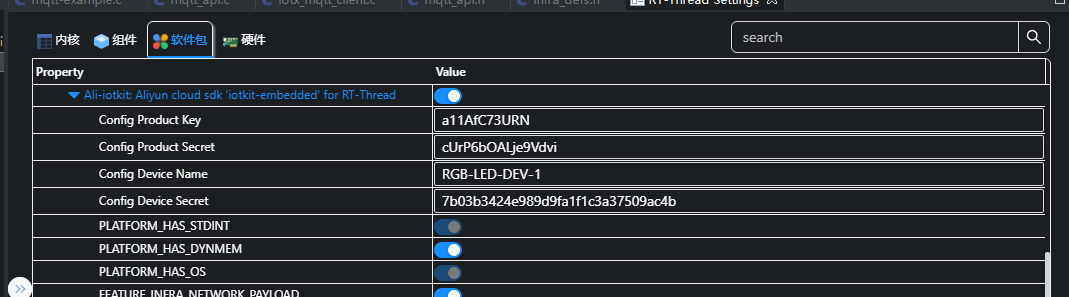 mqtt-example.c mqtt_api.c iotx_mqtt_client.c mqtt_api.h infra_defs.h RT-Thread Settings
内核 组件 软件包 硬件 search
Property Value
Ali-iotkit: Aliyun cloud sdk 'iotkit-embedded' for RT-Thread
Config Product Key a11AfC73URN
Config Product Secret cUrP6bOALje9Vdvi
Config Device Name RGB-LED-DEV-1
Config Device Secret 7b03b3424e989d9fa1f1c3a37509ac4b
PLATFORM_HAS_STDINT
PLATFORM_HAS_DYNMEM
PLATFORM_HAS_OS
FEATURE_INFRA_NETWORK_PAYLOAD